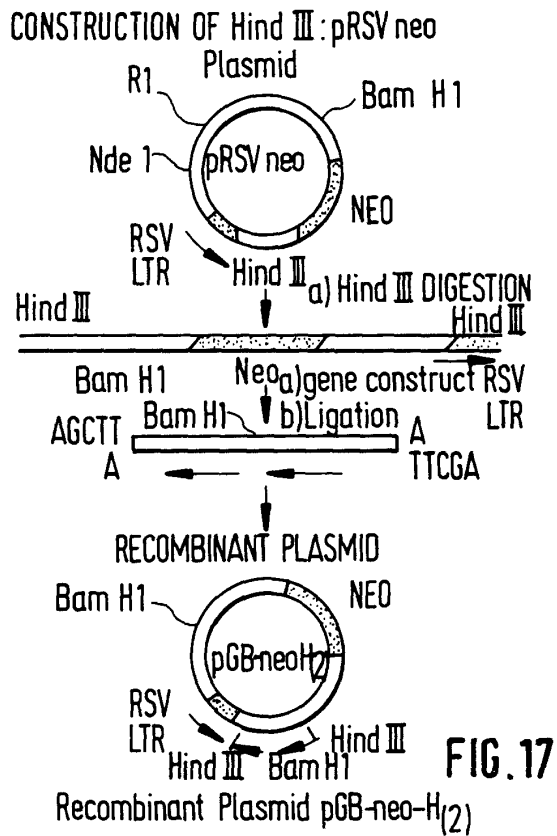 CONSTRUCTION OF Hind III: pRSV neo
Plasmid
R1
Bam H1
Nde 1
pRSV neo
NEO
RSV
LTR
Hind III
a) Hind III DIGESTION
Hind III
Hind III
Bam H1
Neo
a)gene construct
RSV
LTR
b)Ligation
Bam H1
AGCTT
A
A
TTCGA
RECOMBINANT PLASMID
Bam H1
NEO
pGB-neoH2
RSV
LTR
Hind III
Hind III
Bam H1
FIG. 17
Recombinant Plasmid pGB-neo-H(2)